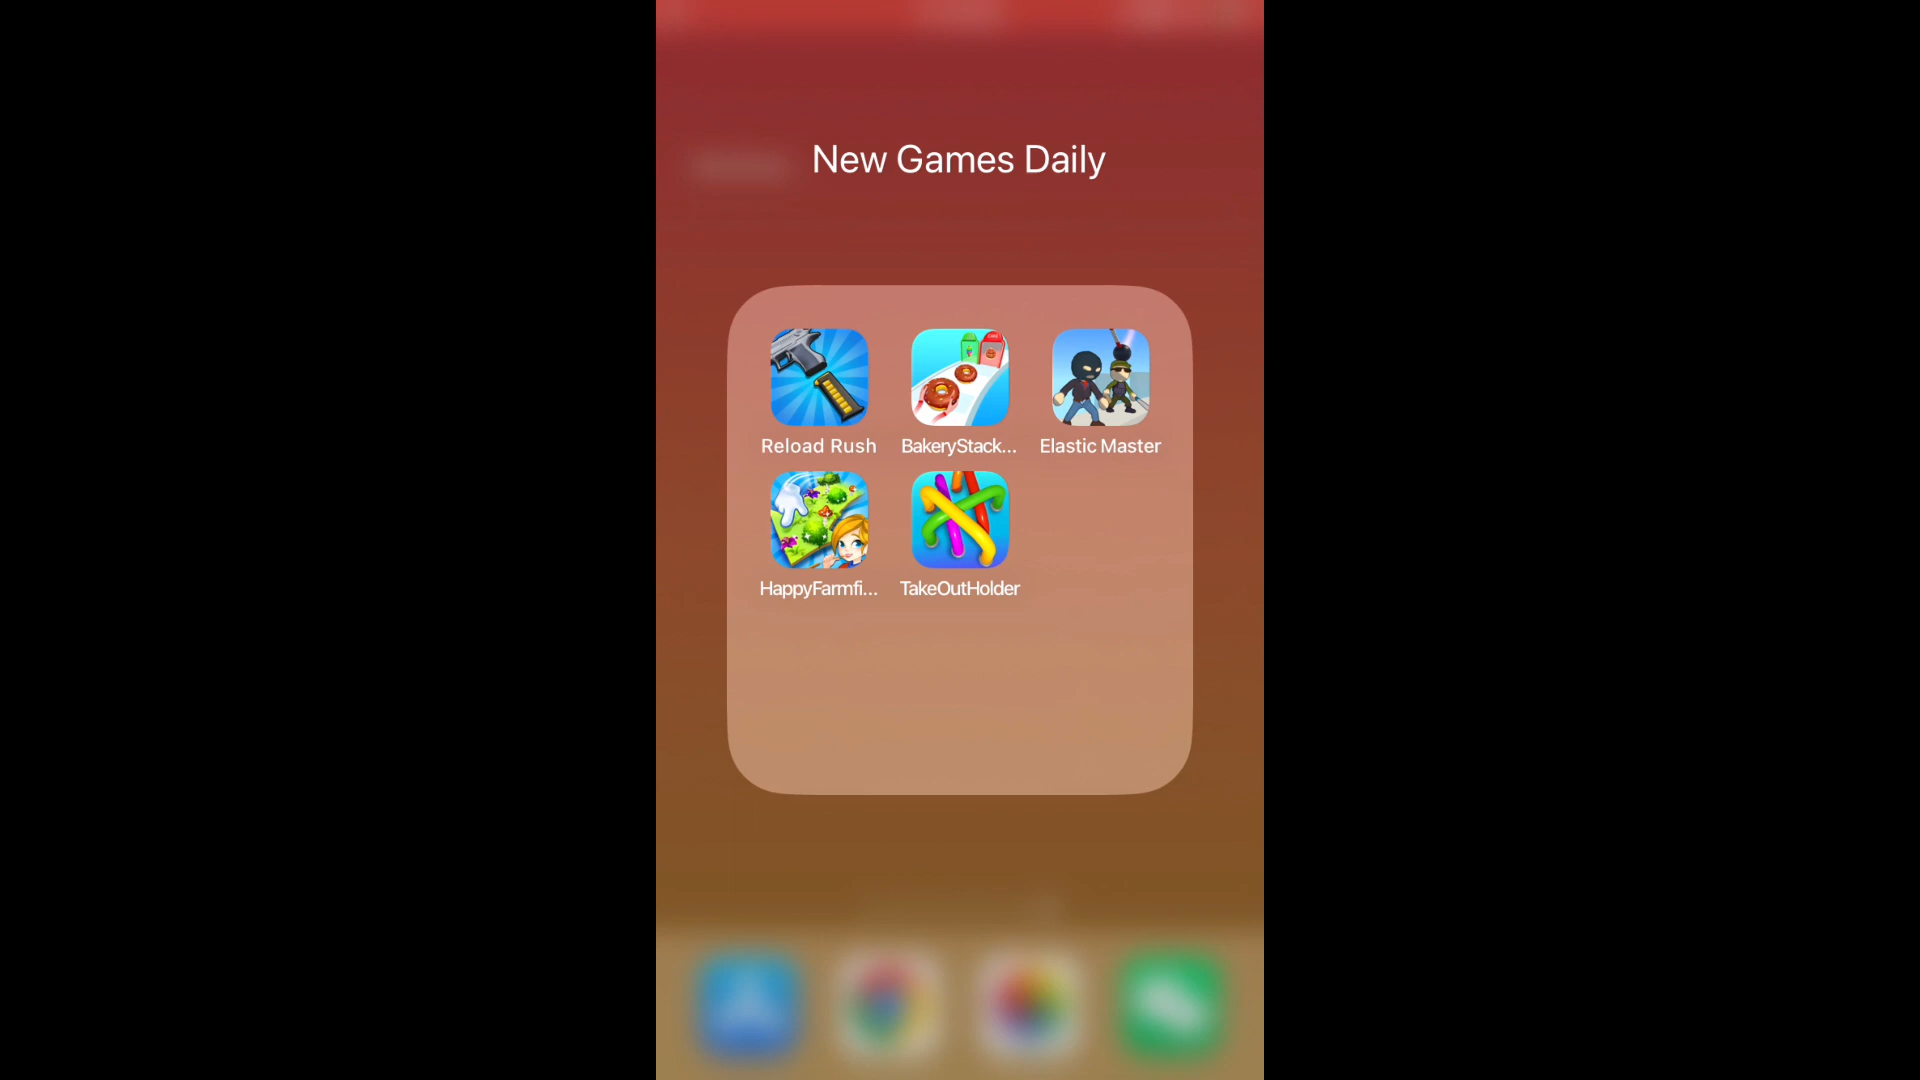 New Games Daily
Reload Rush
BakeryStack...
Elastic Master
HappyFarmfi...
TakeOutHolder